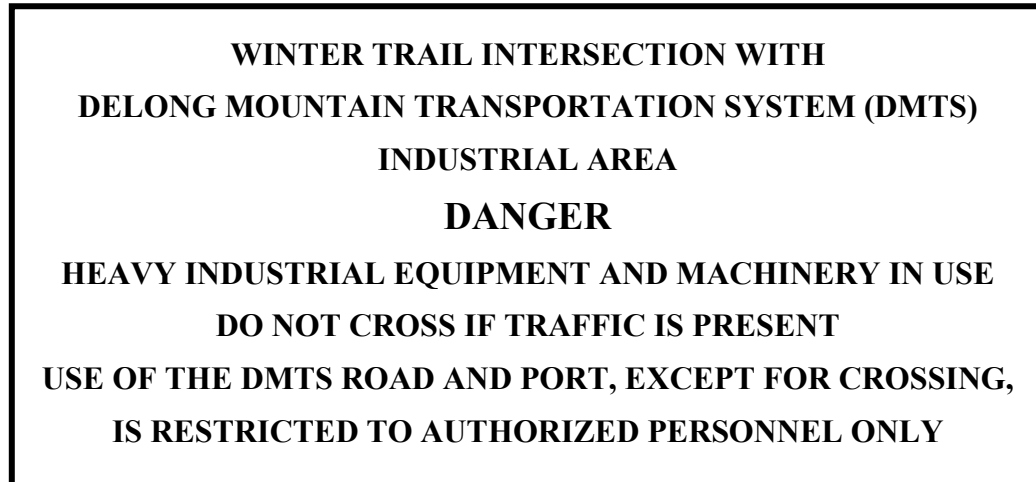 WINTER TRAIL INTERSECTION WITH
DELONG MOUNTAIN TRANSPORTATION SYSTEM (DMTS)
INDUSTRIAL AREA
DANGER
HEAVY INDUSTRIAL EQUIPMENT AND MACHINERY IN USE
DO NOT CROSS IF TRAFFIC IS PRESENT
USE OF THE DMTS ROAD AND PORT, EXCEPT FOR CROSSING,
IS RESTRICTED TO AUTHORIZED PERSONNEL ONLY